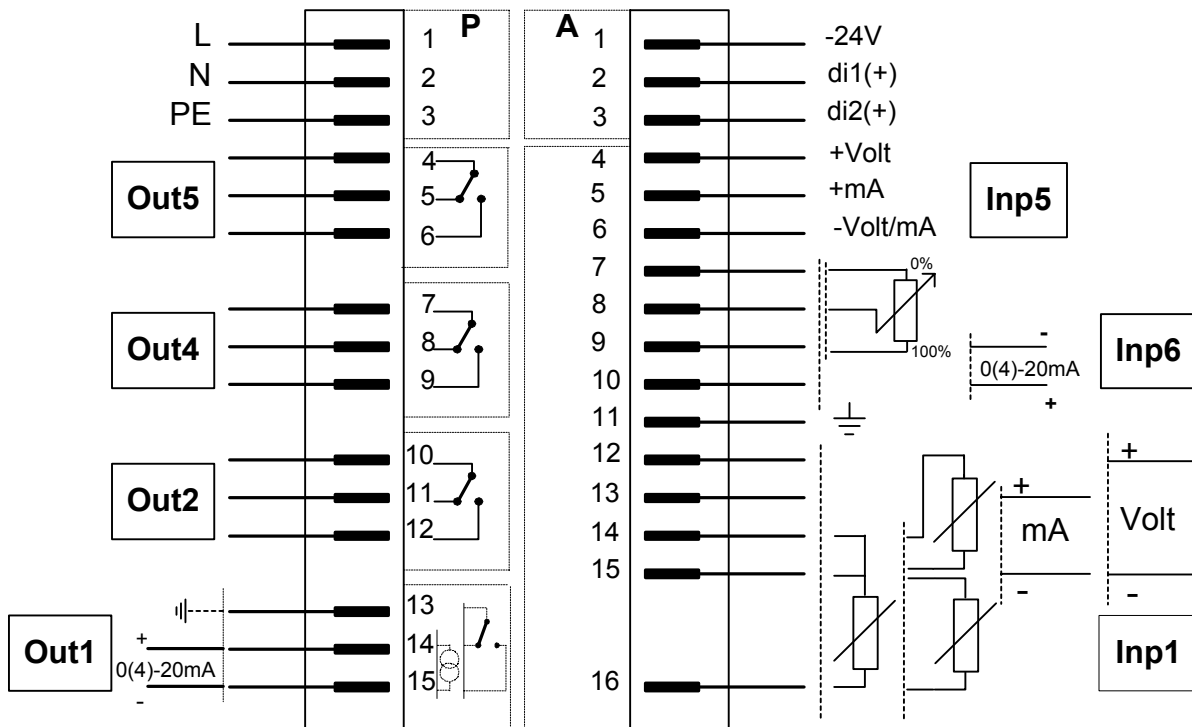 L 1 P A 1 -24V
N 2 2 di1(+)
PE 3 3 di2(+)
4 4 +Volt
Out5 5 5 +mA Inp5
6 6 -Volt/mA
7 7 0%
Out4 8 8
9 9 100% - Inp6
10 0(4)-20mA
+
11
10 12 +
Out2 11 13 + mA Volt
12 14
15 - -
13
Out1 + 14 Inp1
0(4)-20mA
- 15 16